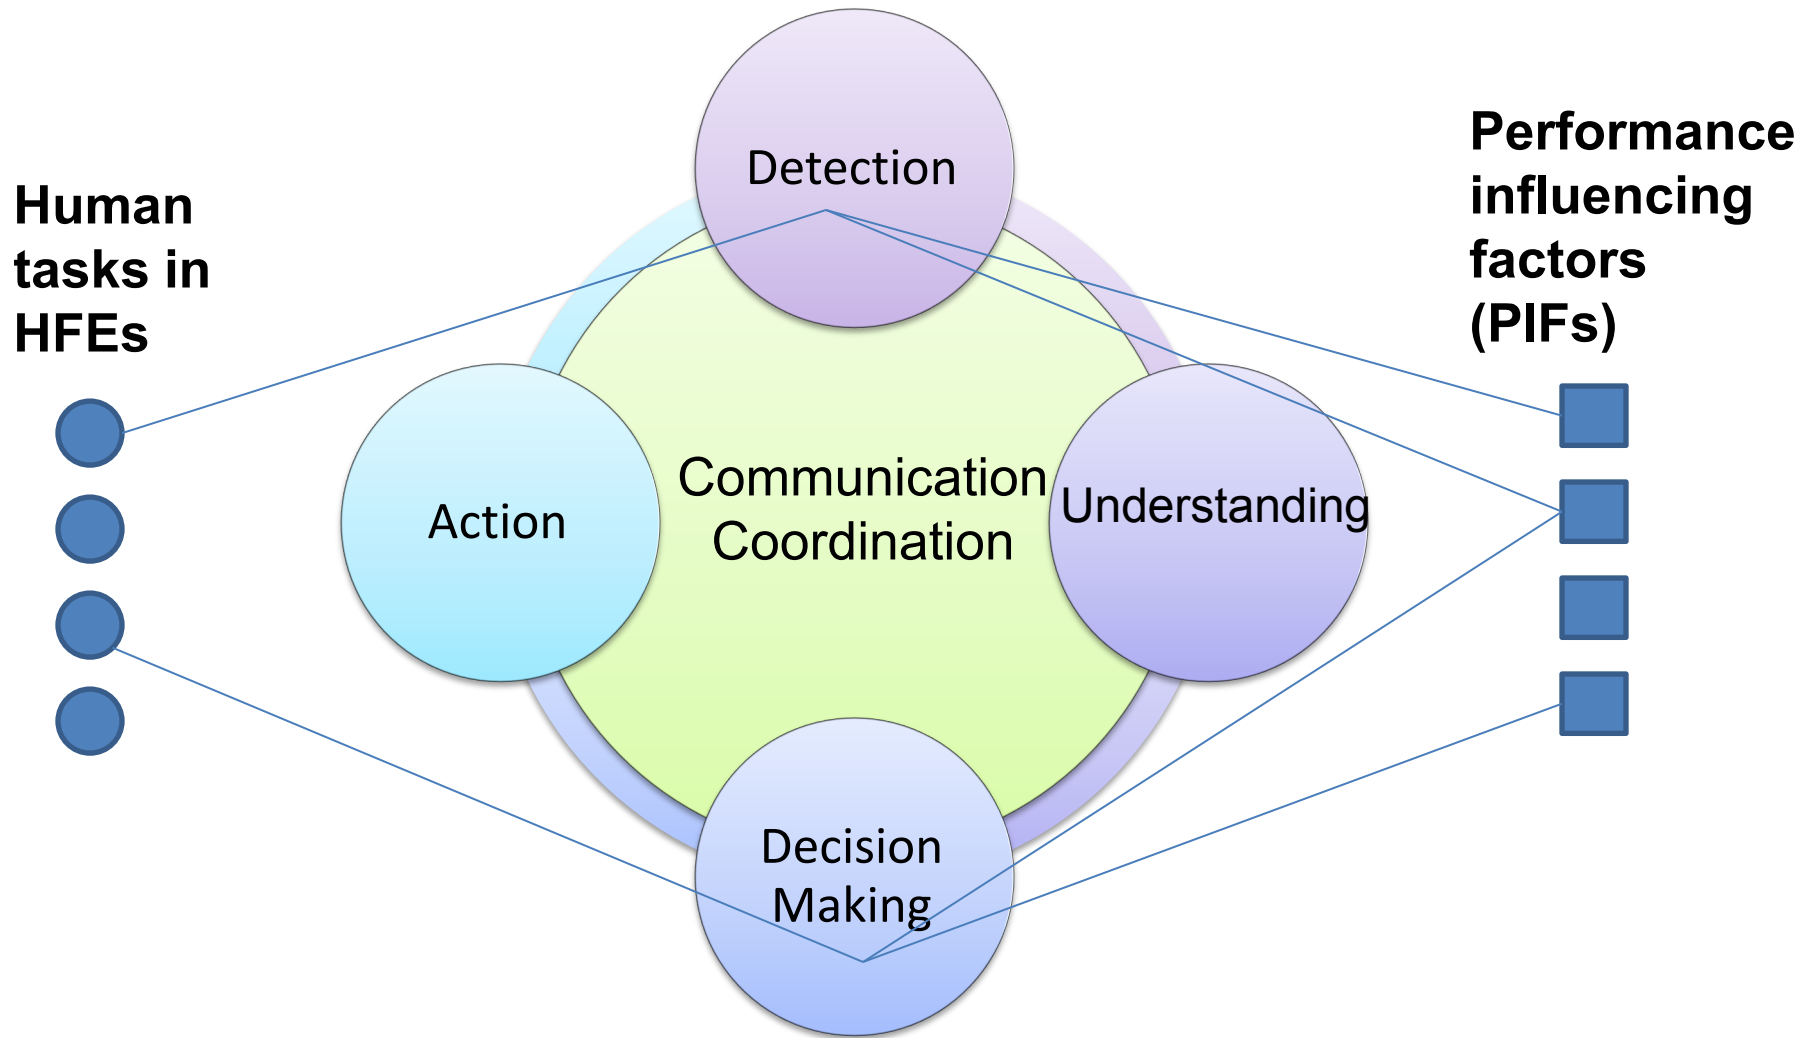 Human
tasks in
HFEs
Detection
Action
Communication
Coordination
Understanding
Decision
Making
Performance
influencing
factors
(PIFs)